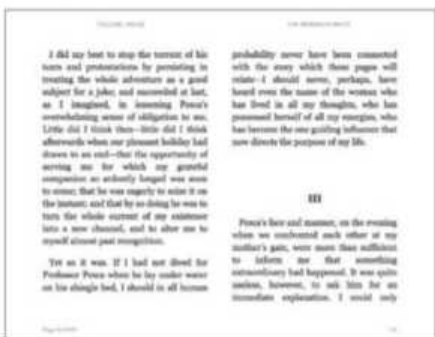 I did my best to stop the torrent of his
tears and protestations by persisting in
treating the whole adventure as a good
subject for a joke; and succeeded at last,
as I imagined, in lessening Pesca's
overwhelming sense of obligation to me.
Little did I think then—little did I think
afterwards when our pleasant holiday had
drawn to an end—that the opportunity of
serving me for which my grateful
companion so ardently longed was soon
to come; that he was eagerly to seize it on
the instant; and that by so doing he was to
turn the whole current of my existence
into a new channel, and to alter me to
myself almost past recognition.
Yet so it was. If I had not dived for
Professor Pesca when he lay under water
on his shingle bed, I should in all human
probability never have been connected
with the story which these pages will
relate—I should never, perhaps, have
heard even the name of the woman who
has lived in all my thoughts, who has
possessed herself of all my energies, who
has become the one guiding influence that
now directs the purpose of my life.
III
Pesca's face and manner, on the evening
when we confronted each other at my
mother's gate, were more than sufficient
to inform me that something
extraordinary had happened. It was quite
useless, however, to ask him for an
immediate explanation. I could only